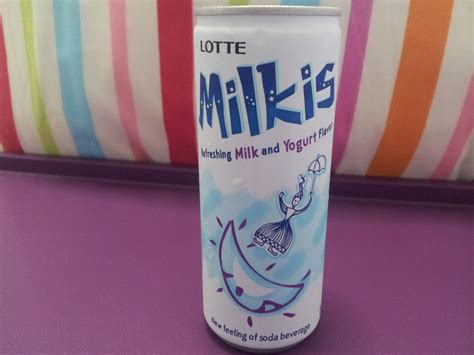 LOTTE
Milkis
Refreshing Milk and Yogurt Flavor
New feeling of soda beverage